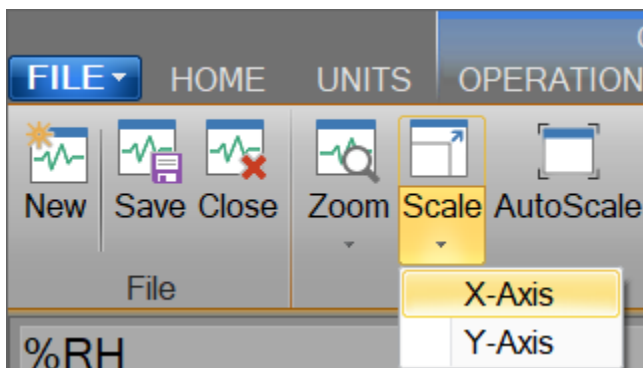 FILE HOME UNITS OPERATION
New Save Close Zoom Scale AutoScale
File
X-Axis
Y-Axis
%RH